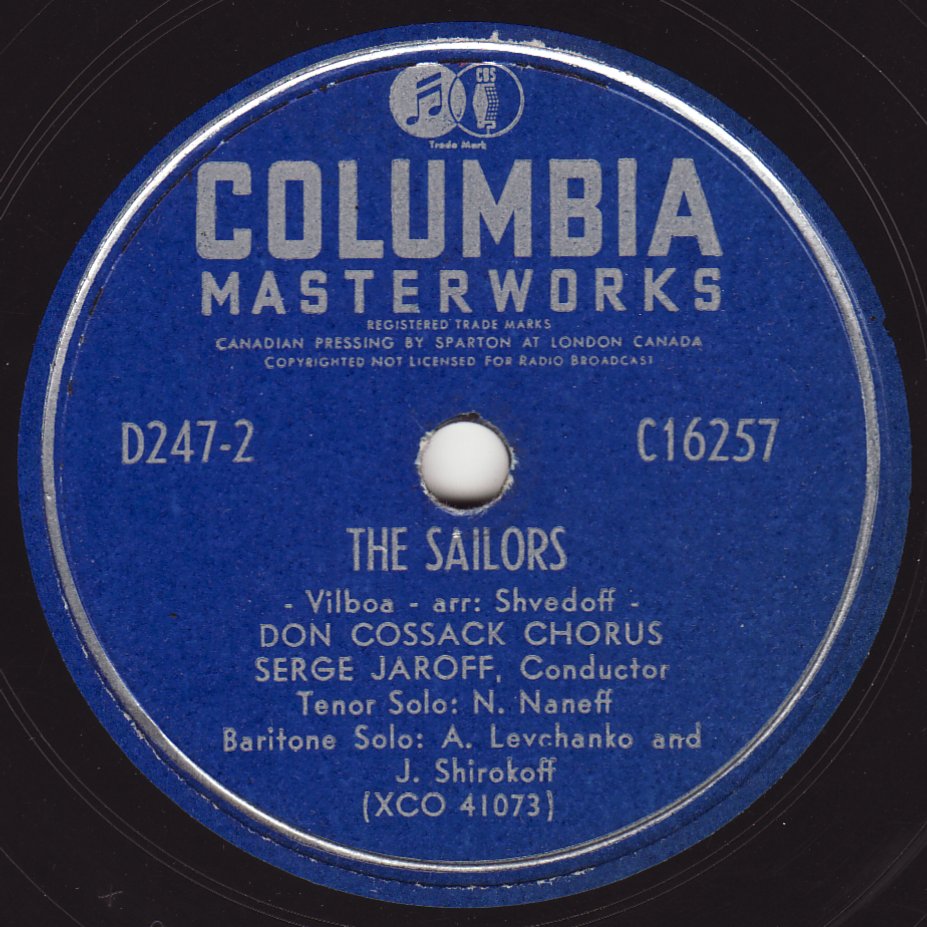 CBS
Trade Mark
COLUMBIA
MASTERWORKS
REGISTERED TRADE MARKS
CANADIAN PRESSING BY SPARTON AT LONDON CANADA
COPYRIGHTED NOT LICENSED FOR RADIO BROADCAST
D247-2
C16257
THE SAILORS
- Vilboa - arr: Shvedoff -
DON COSSACK CHORUS
SERGE JAROFF, Conductor
Tenor Solo: N. Naneff
Baritone Solo: A. Levchanko and
J. Shirokoff
(XCO 41073)